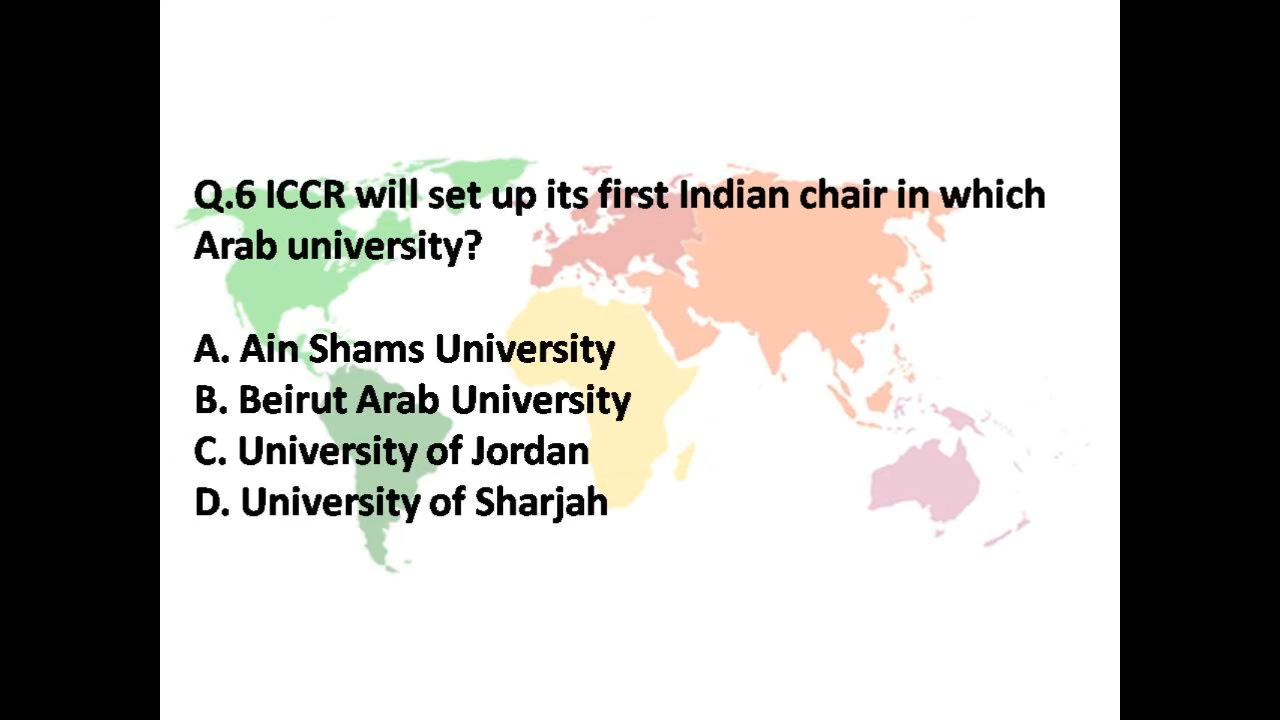 Q.6 ICCR will set up its first Indian chair in which
Arab university?
A. Ain Shams University
B. Beirut Arab University
C. University of Jordan
D. University of Sharjah